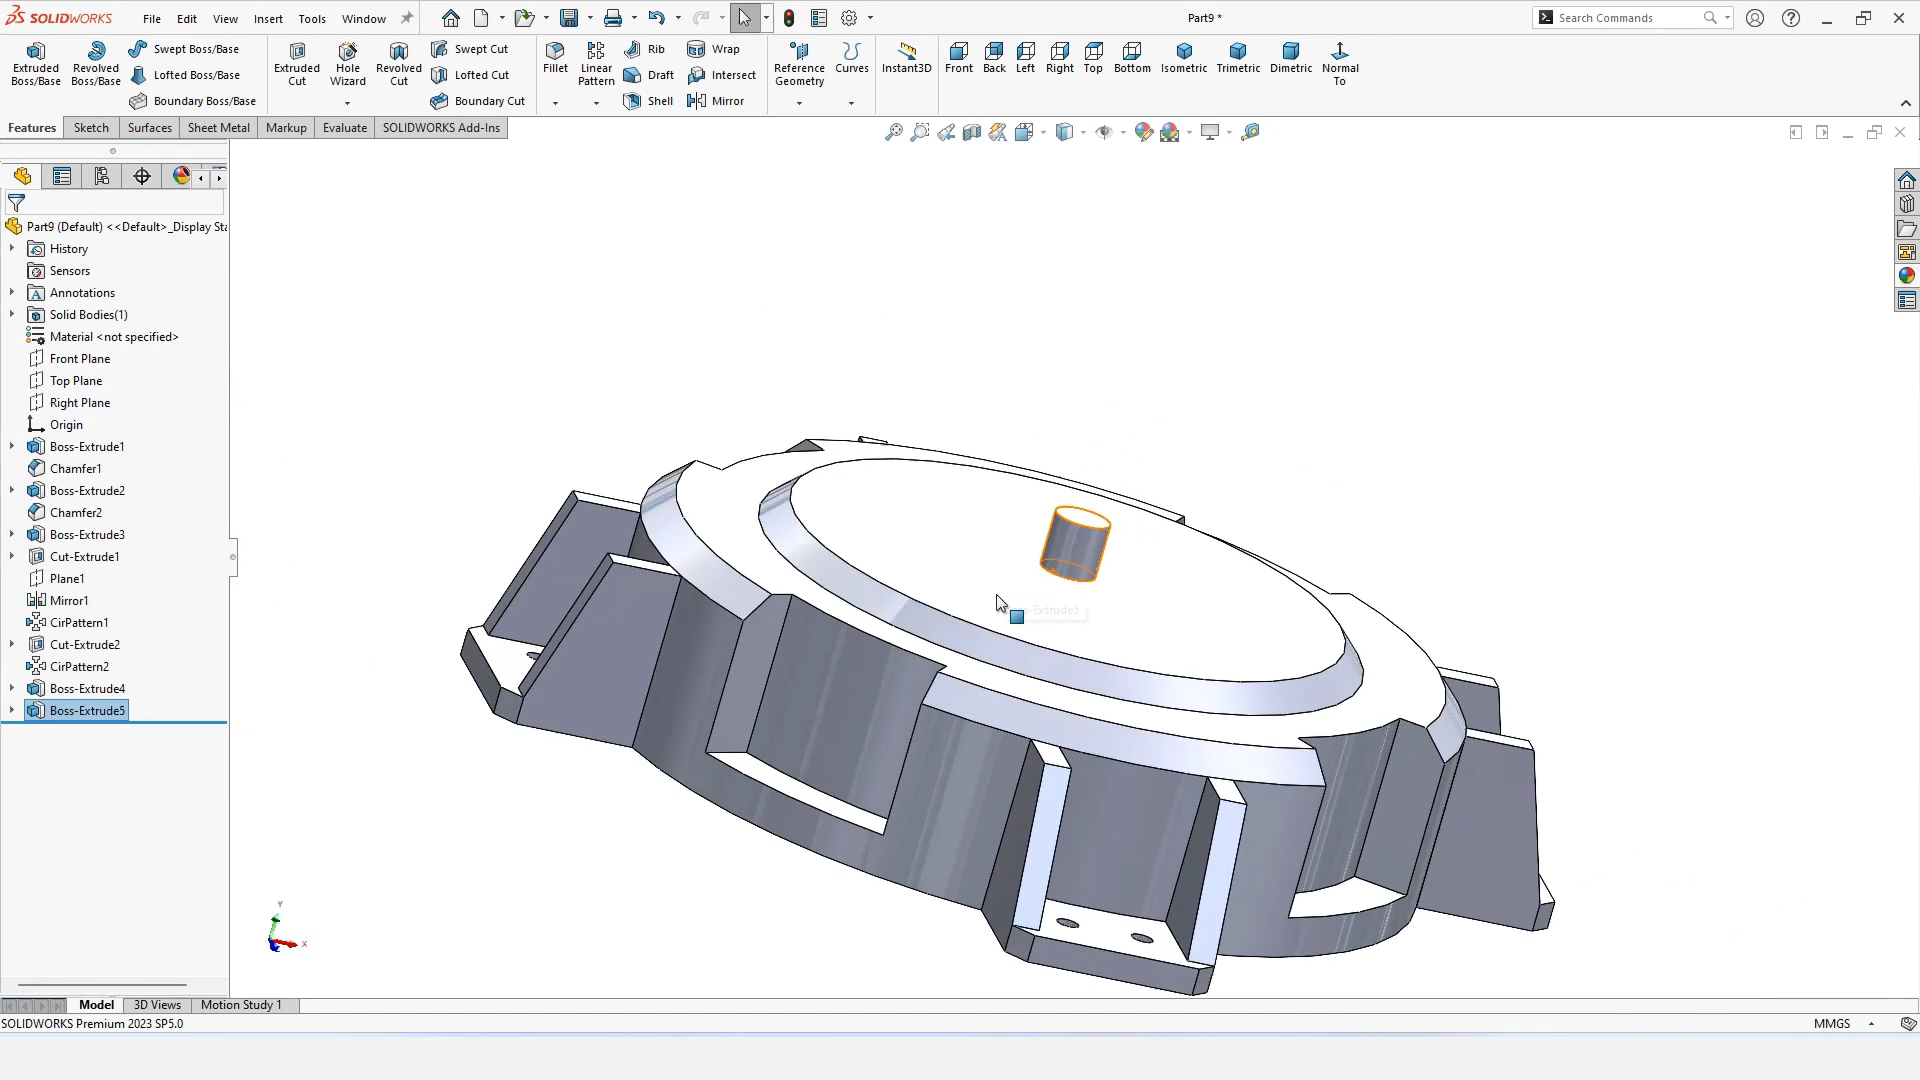 SOLIDWORKS File Edit View Insert Tools Window Part9 * Search Commands
Extruded Boss/Base
Revolved Boss/Base
Swept Boss/Base
Lofted Boss/Base
Boundary Boss/Base
Extruded Cut
Hole Wizard
Revolved Cut
Swept Cut
Lofted Cut
Boundary Cut
Fillet
Linear Pattern
Rib
Draft
Shell
Wrap
Intersect
Mirror
Reference Geometry
Curves
Instant3D
Front
Back
Left
Right
Top
Bottom
Isometric
Trimetric
Dimetric
Normal To
Features Sketch Surfaces Sheet Metal Markup Evaluate SOLIDWORKS Add-Ins
Part9 (Default) <<Default>_Display Sta
History
Sensors
Annotations
Solid Bodies(1)
Material <not specified>
Front Plane
Top Plane
Right Plane
Origin
Boss-Extrude1
Chamfer1
Boss-Extrude2
Chamfer2
Boss-Extrude3
Cut-Extrude1
Plane1
Mirror1
CirPattern1
Cut-Extrude2
CirPattern2
Boss-Extrude4
Boss-Extrude5
Y
X
Model 3D Views Motion Study 1
SOLIDWORKS Premium 2023 SP5.0 MMGS